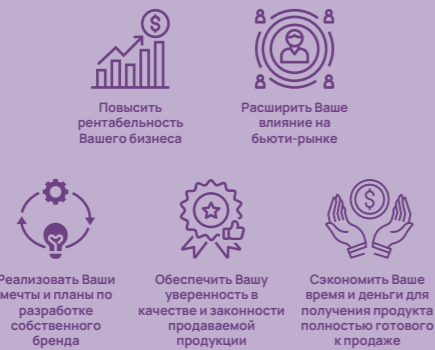 Повысить
рентабельность
Вашего бизнеса
Расширить Ваше
влияние на
бьюти-рынке
Реализовать Ваши
мечты и планы по
разработке
собственного
бренда
Обеспечить Вашу
уверенность в
качестве и законности
продаваемой
продукции
Сэкономить Ваше
время и деньги для
получения продукта
полностью готового
к продаже